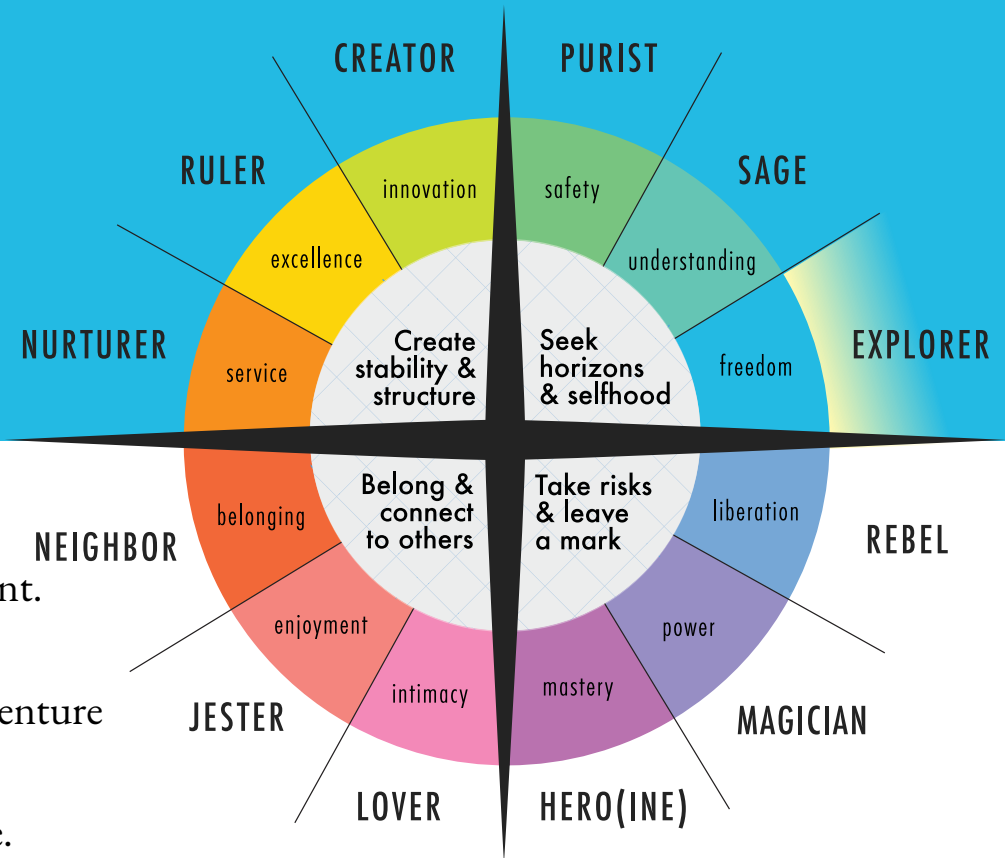 CREATOR
PURIST
RULER
SAGE
innovation
safety
excellence
understanding
NURTURER
EXPLORER
service
freedom
Create
stability &
structure
Seek
horizons
& selfhood
Belong &
connect
to others
Take risks
& leave
a mark
belonging
liberation
NEIGHBOR
REBEL
nt.
enjoyment
power
intimacy
mastery
enture
JESTER
MAGICIAN
LOVER
HERO(INE)
e.